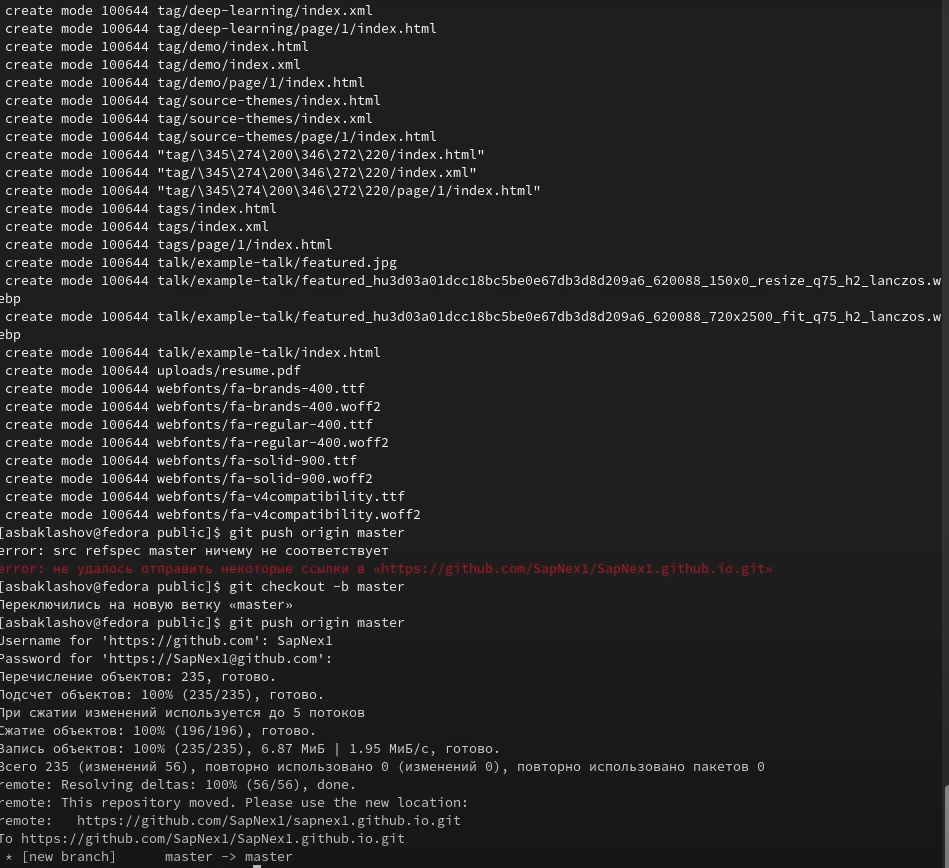 create mode 100644 tag/deep-learning/index.xml
create mode 100644 tag/deep-learning/page/1/index.html
create mode 100644 tag/demo/index.html
create mode 100644 tag/demo/index.xml
create mode 100644 tag/demo/page/1/index.html
create mode 100644 tag/source-themes/index.html
create mode 100644 tag/source-themes/index.xml
create mode 100644 tag/source-themes/page/1/index.html
create mode 100644 "tag/\345\274\200\346\272\220/index.html"
create mode 100644 "tag/\345\274\200\346\272\220/index.xml"
create mode 100644 "tag/\345\274\200\346\272\220/page/1/index.html"
create mode 100644 tags/index.html
create mode 100644 tags/index.xml
create mode 100644 tags/page/1/index.html
create mode 100644 talk/example-talk/featured.jpg
create mode 100644 talk/example-talk/featured_hu3d03a01dcc18bc5be0e67db3d8d209a6_620088_150x0_resize_q75_h2_lanczos.w
ebp
create mode 100644 talk/example-talk/featured_hu3d03a01dcc18bc5be0e67db3d8d209a6_620088_720x2500_fit_q75_h2_lanczos.w
ebp
create mode 100644 talk/example-talk/index.html
create mode 100644 uploads/resume.pdf
create mode 100644 webfonts/fa-brands-400.ttf
create mode 100644 webfonts/fa-brands-400.woff2
create mode 100644 webfonts/fa-regular-400.ttf
create mode 100644 webfonts/fa-regular-400.woff2
create mode 100644 webfonts/fa-solid-900.ttf
create mode 100644 webfonts/fa-solid-900.woff2
create mode 100644 webfonts/fa-v4compatibility.ttf
create mode 100644 webfonts/fa-v4compatibility.woff2
[asbaklashov@fedora public]$ git push origin master
error: src refspec master ничему не соответствует
error: не удалось отправить некоторые ссылки в «https://github.com/SapNex1/SapNex1.github.io.git»
[asbaklashov@fedora public]$ git checkout -b master
Переключились на новую ветку «master»
[asbaklashov@fedora public]$ git push origin master
Username for 'https://github.com': SapNex1
Password for 'https://SapNex1@github.com':
Перечисление объектов: 235, готово.
Подсчет объектов: 100% (235/235), готово.
При сжатии изменений используется до 5 потоков
Сжатие объектов: 100% (196/196), готово.
Запись объектов: 100% (235/235), 6.87 МиБ | 1.95 МиБ/с, готово.
Всего 235 (изменений 56), повторно использовано 0 (изменений 0), повторно использовано пакетов 0
remote: Resolving deltas: 100% (56/56), done.
remote: This repository moved. Please use the new location:
remote:   https://github.com/SapNex1/sapnex1.github.io.git
To https://github.com/SapNex1/SapNex1.github.io.git
* [new branch]      master -> master